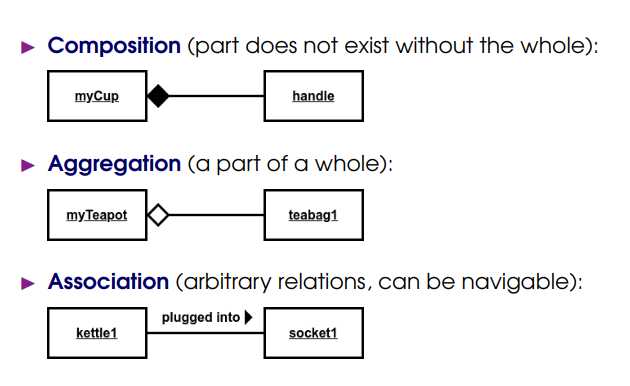 Composition (part does not exist without the whole):
myCup
handle
Aggregation (a part of a whole):
myTeapot
teabag1
Association (arbitrary relations, can be navigable):
kettle1
plugged into
socket1